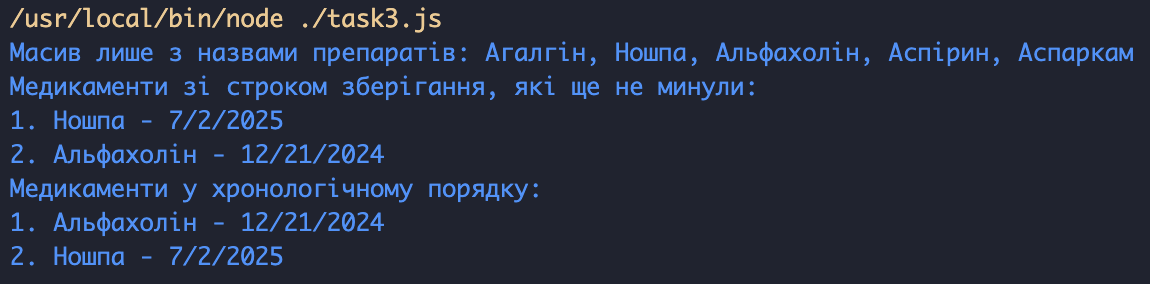 /usr/local/bin/node ./task3.js
Масив лише з назвами препаратів: Агалгін, Ношпа, Альфахолін, Аспірин, Аспаркам
Медикаменти зі строком зберігання, які ще не минули:
1. Ношпа - 7/2/2025
2. Альфахолін - 12/21/2024
Медикаменти у хронологічному порядку:
1. Альфахолін - 12/21/2024
2. Ношпа - 7/2/2025